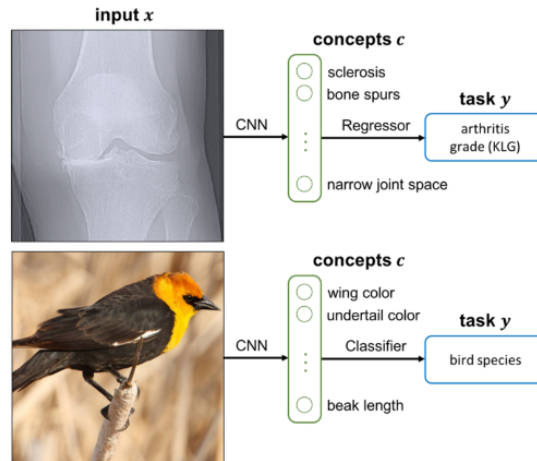 input x
concepts c
sclerosis
bone spurs
CNN
Regressor
narrow joint space
task y
arthritis
grade (KLG)
concepts c
wing color
undertail color
CNN
Classifier
beak length
task y
bird species